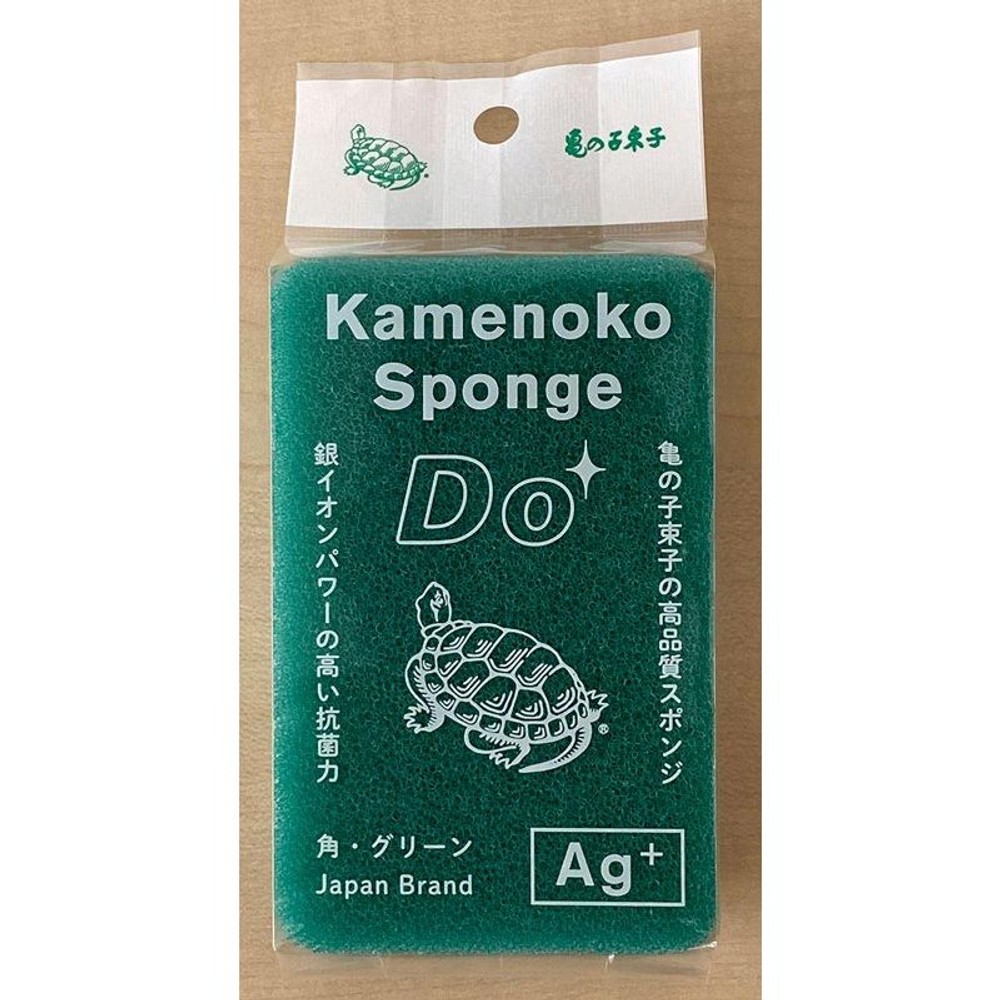 亀の子束子
Kamenoko
Sponge
Do
亀の子束子の高品質スポンジ
銀イオンパワーの高い抗菌力
®
角・グリーン
Japan Brand
Ag+